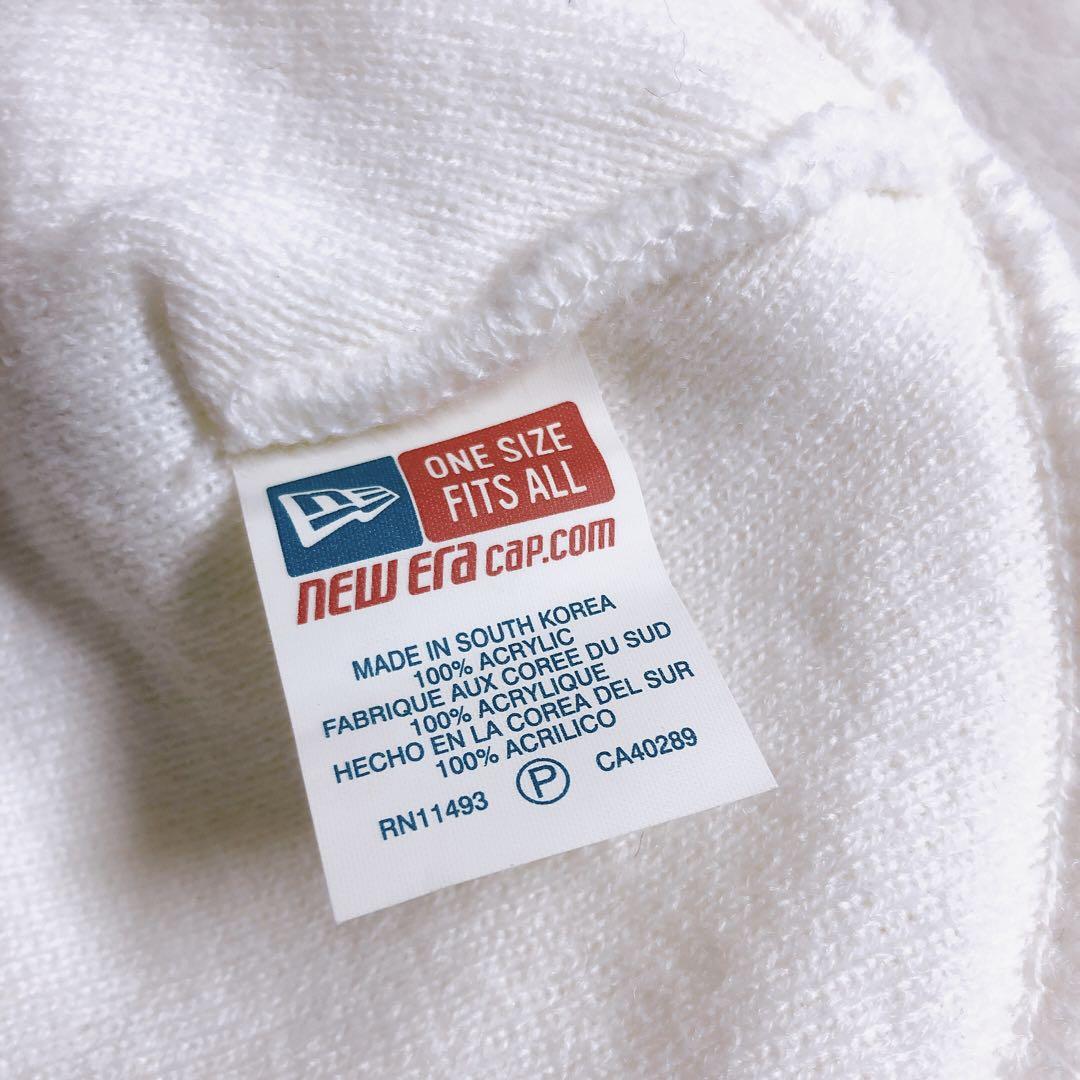 ONE SIZE
FITS ALL
NEW ERA CAP.COM
MADE IN SOUTH KOREA
100% ACRYLIC
FABRIQUE AUX COREE DU SUD
100% ACRYLIQUE
HECHO EN LA COREA DEL SUR
100% ACRILICO
RN11493 P CA40289